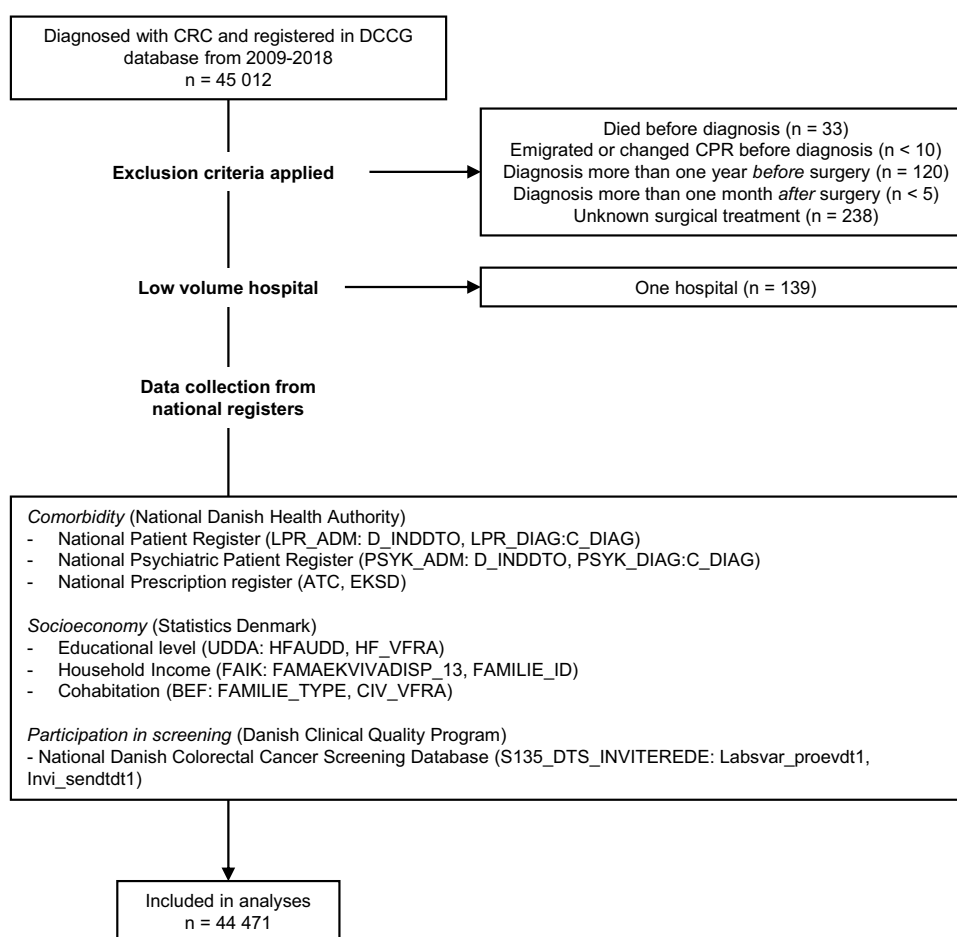 Diagnosed with CRC and registered in DCCG
database from 2009-2018
n = 45 012
Died before diagnosis (n = 33)
Emigrated or changed CPR before diagnosis (n < 10)
Diagnosis more than one year before surgery (n = 120)
Diagnosis more than one month after surgery (n < 5)
Unknown surgical treatment (n = 238)
Exclusion criteria applied
Low volume hospital
One hospital (n = 139)
Data collection from
national registers
Comorbidity (National Danish Health Authority)
- National Patient Register (LPR_ADM: D_INDDTO, LPR_DIAG:C_DIAG)
- National Psychiatric Patient Register (PSYK_ADM: D_INDDTO, PSYK_DIAG:C_DIAG)
- National Prescription register (ATC, EKSD)
Socioeconomy (Statistics Denmark)
- Educational level (UDDA: HFAUDD, HF_VFRA)
- Household Income (FAIK: FAMAEKVIVADISP_13, FAMILIE_ID)
- Cohabitation (BEF: FAMILIE_TYPE, CIV_VFRA)
Participation in screening (Danish Clinical Quality Program)
- National Danish Colorectal Cancer Screening Database (S135_DTS_INVITEREDE: Labsvar_proevdt1,
Invi_sendtdt1)
Included in analyses
n = 44 471